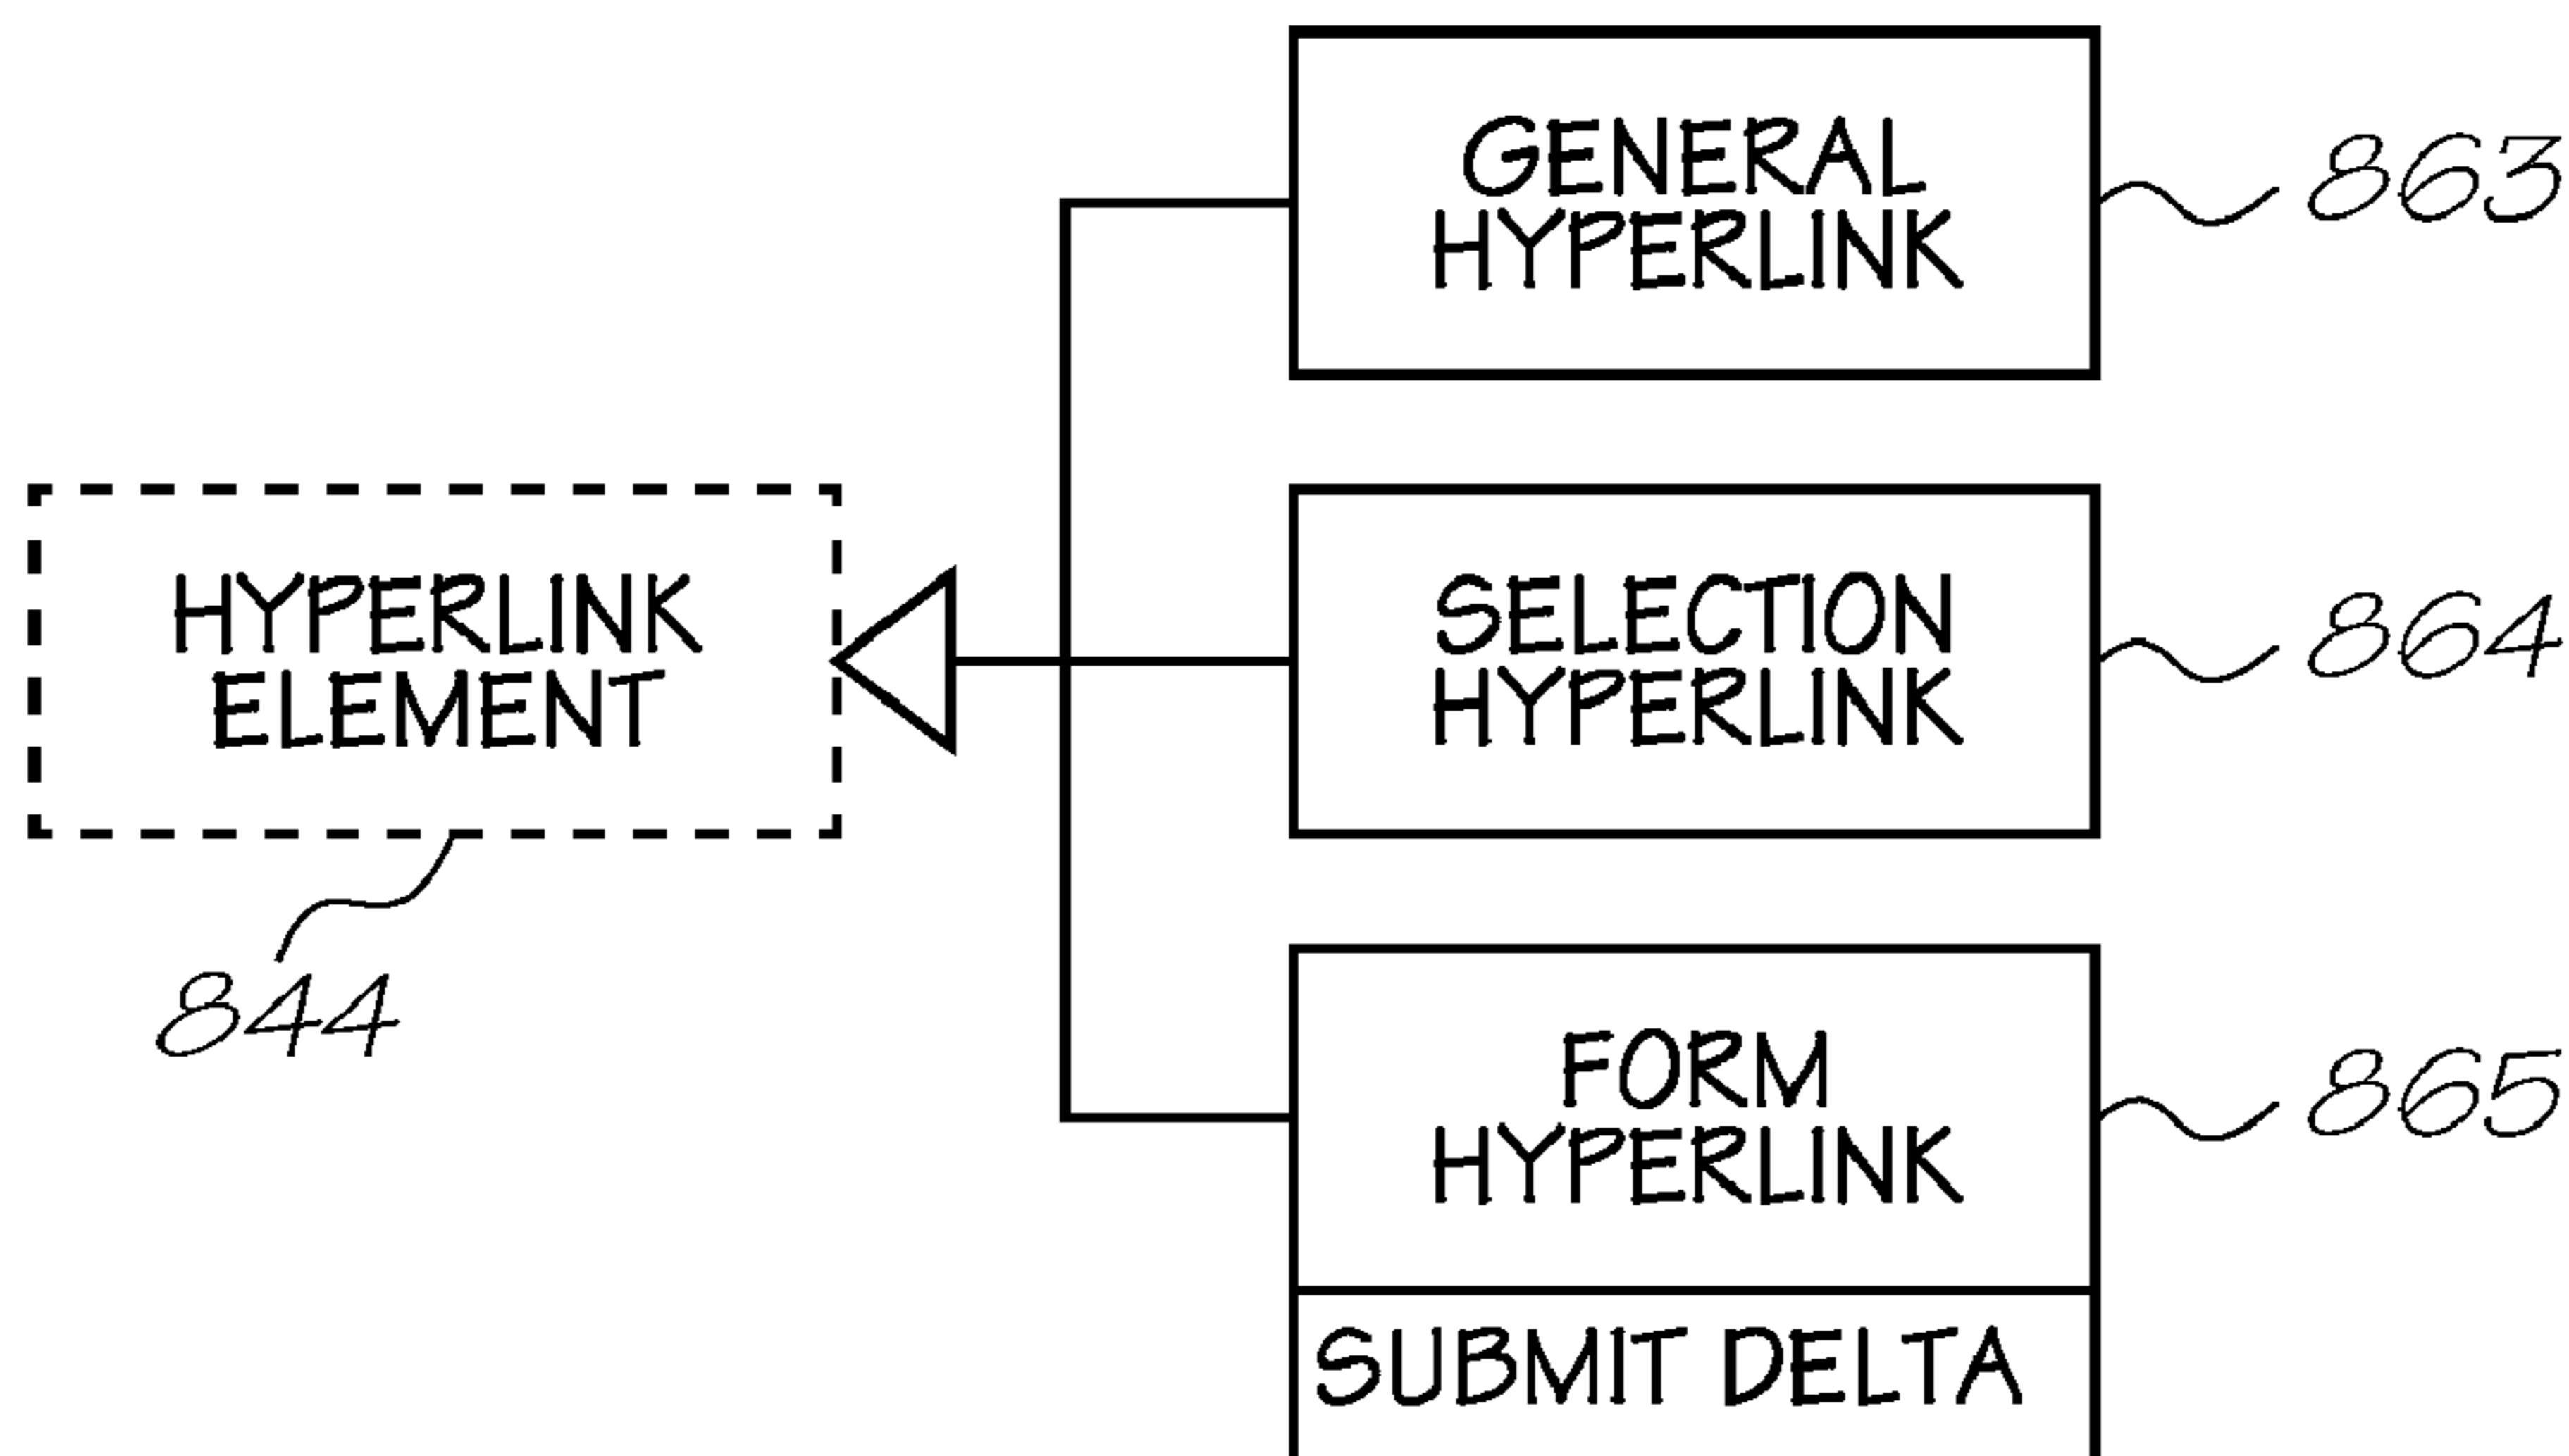 GENERAL
HYPERLINK
863
HYPERLINK
ELEMENT
844
SELECTION
HYPERLINK
864
FORM
HYPERLINK
865
SUBMIT DELTA